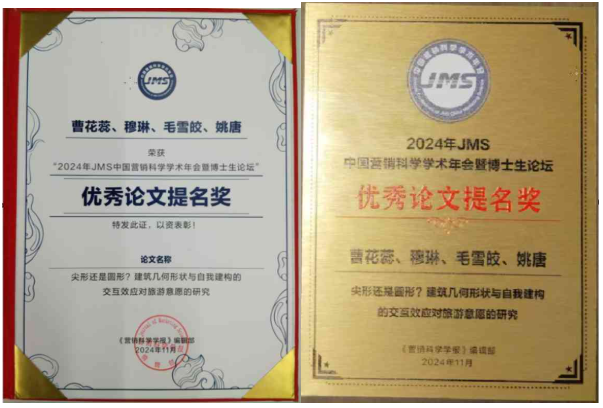 JMS
曹花蕊、穆琳、毛雪皎、姚唐
荣获
“2024年JMS中国营销科学学术年会暨博士生论坛”
优秀论文提名奖
特发此证，以资表彰！
论文名称
尖形还是圆形？建筑几何形状与自我建构的
交互效应对旅游意愿的研究
《营销科学学报》编辑部
2024年11月
JMS
2024年JMS
中国营销科学学术年会暨博士生论坛
优秀论文提名奖
曹花蕊、穆琳、毛雪皎、姚唐
尖形还是圆形？建筑几何形状与自我建构
的交互效应对旅游意愿的研究
《营销科学学报》编辑部
2024年11月